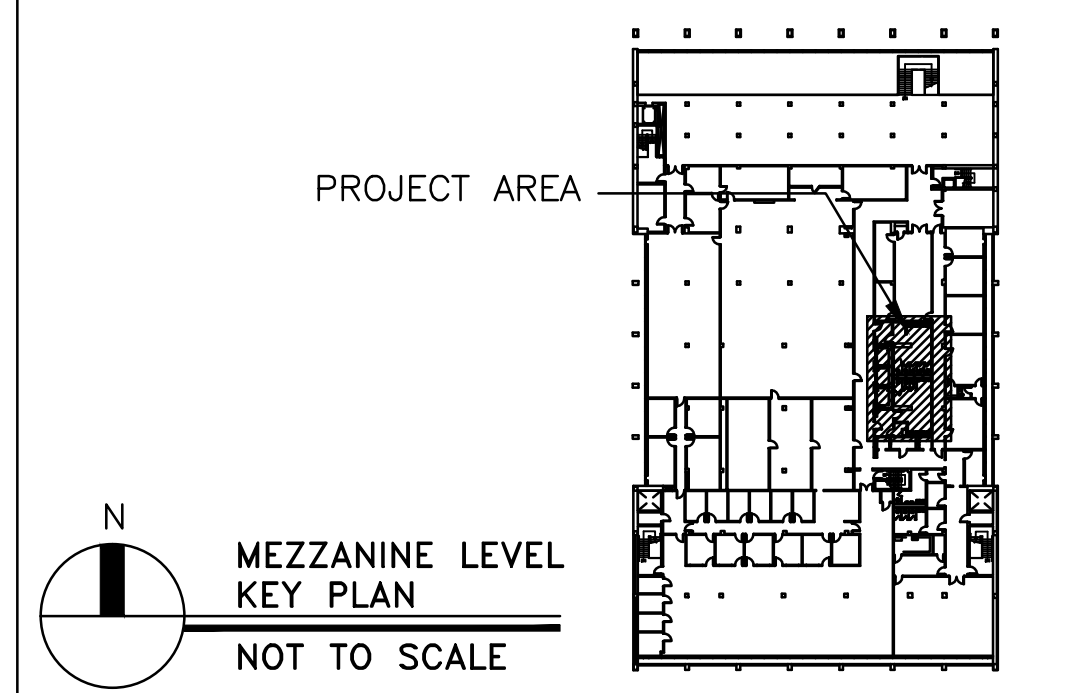 PROJECT AREA
N
MEZZANINE LEVEL
KEY PLAN
NOT TO SCALE